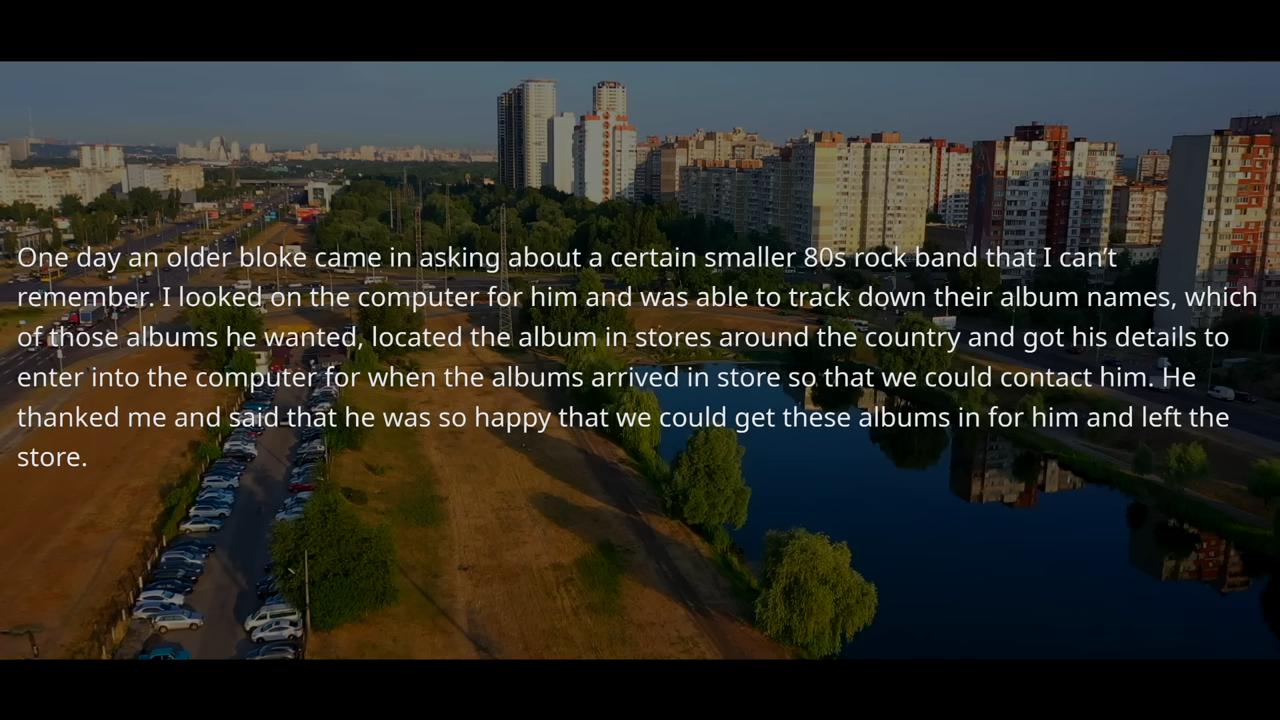 One day an older bloke came in asking about a certain smaller 80s rock band that I can’t
remember. I looked on the computer for him and was able to track down their album names, which
of those albums he wanted, located the album in stores around the country and got his details to
enter into the computer for when the albums arrived in store so that we could contact him. He
thanked me and said that he was so happy that we could get these albums in for him and left the
store.